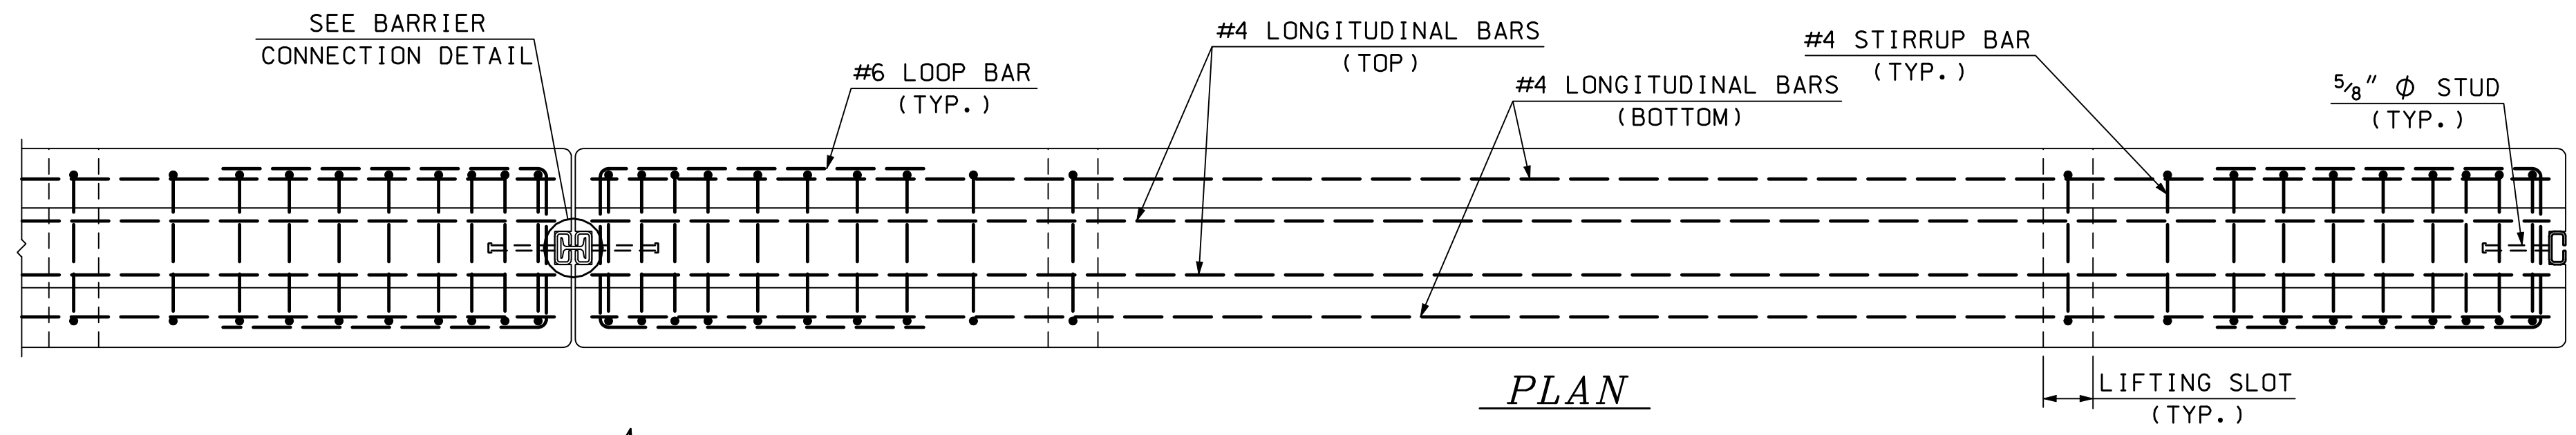 SEE BARRIER
CONNECTION DETAIL
#6 LOOP BAR
(TYP.)
#4 LONGITUDINAL BARS
(TOP)
#4 LONGITUDINAL BARS
(BOTTOM)
#4 STIRRUP BAR
(TYP.)
5/8" Ø STUD
(TYP.)
PLAN
LIFTING SLOT
(TYP.)